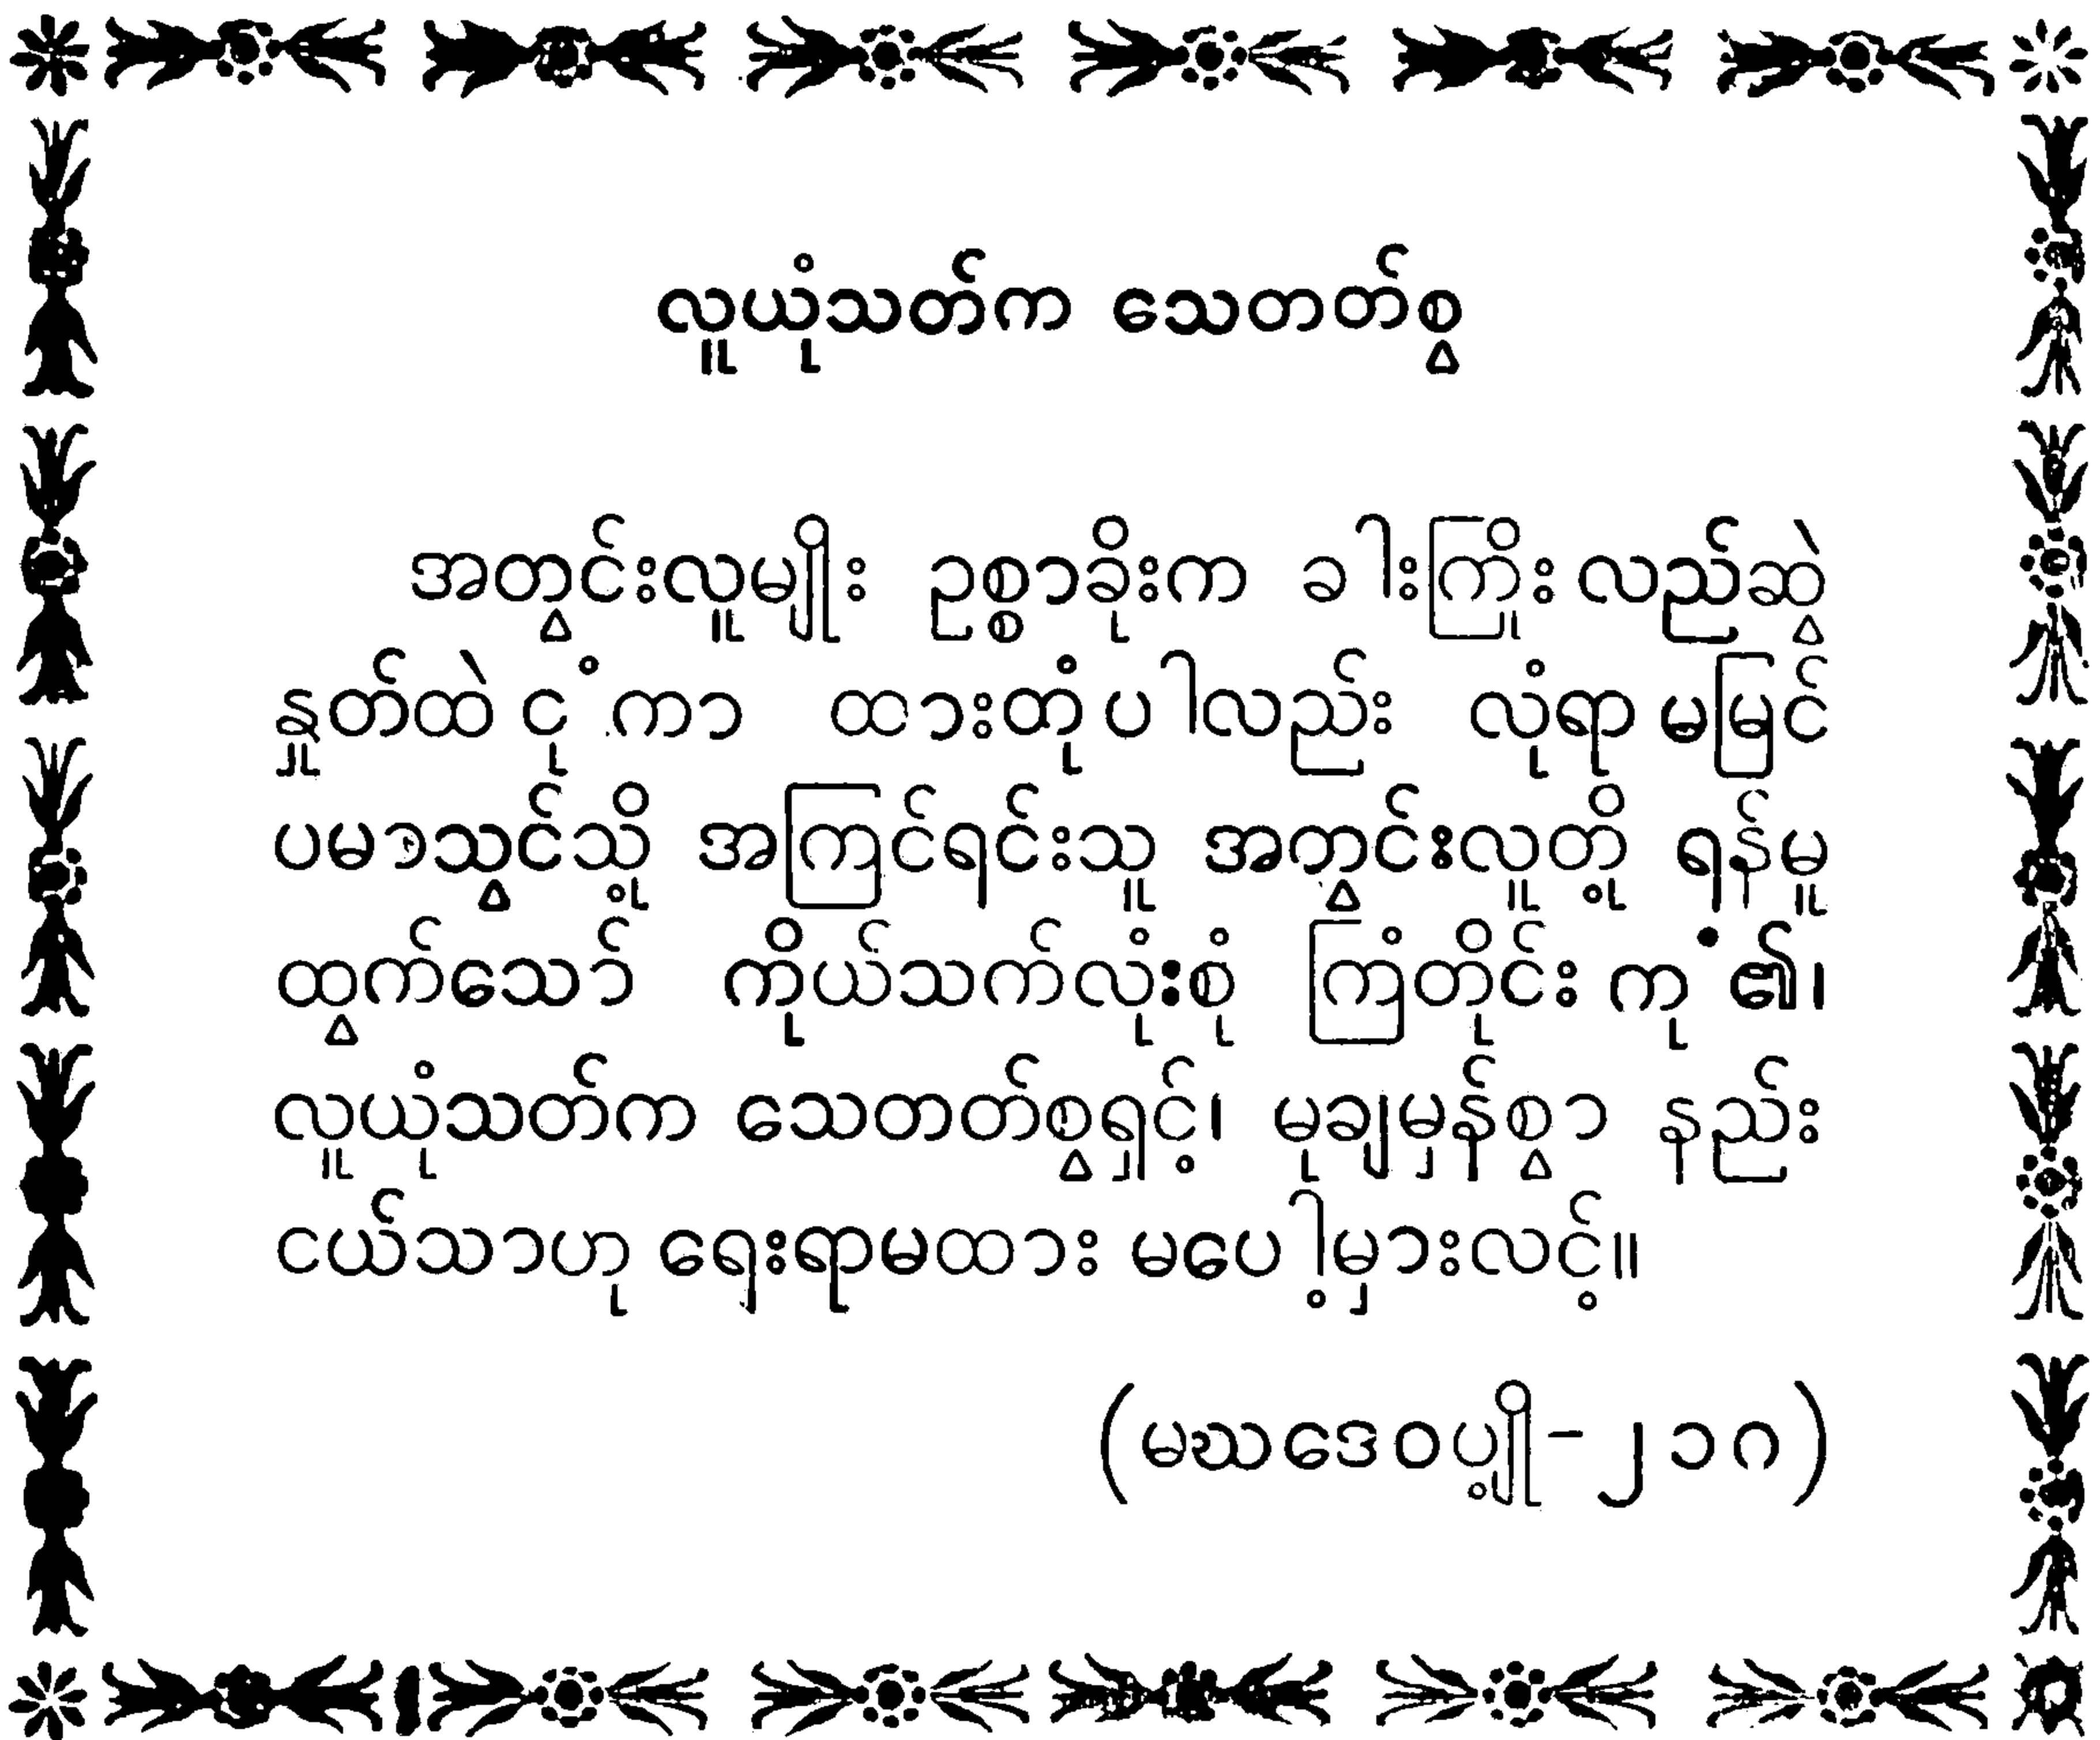 လူယုံသတ်က သေတတ်စွ
အတွင်းလူမျိုး ဥစ္စာခိုးက ခါးကြိုးလည်ဆွဲ
နှုတ်ထဲငုံကာ ထားတုံပါလည်း လုံရာမမြင်
ပမာသွင်သို့ အကြင်ရင်းသူ အတွင်းလူတို့ ရန်မူ
ထွက်သော် ကိုယ်သက်လုံးစုံ ကြံတိုင်းကုံ၏၊
လူယုံသတ်က သေတတ်စွရှင့်၊ မုချမှန်စွာ နည်း
ငယ်သာဟု ရှေးရာမထား မပေါ့မှားလင့်။
(မဃဒေဝပျို့-၂၁၈)